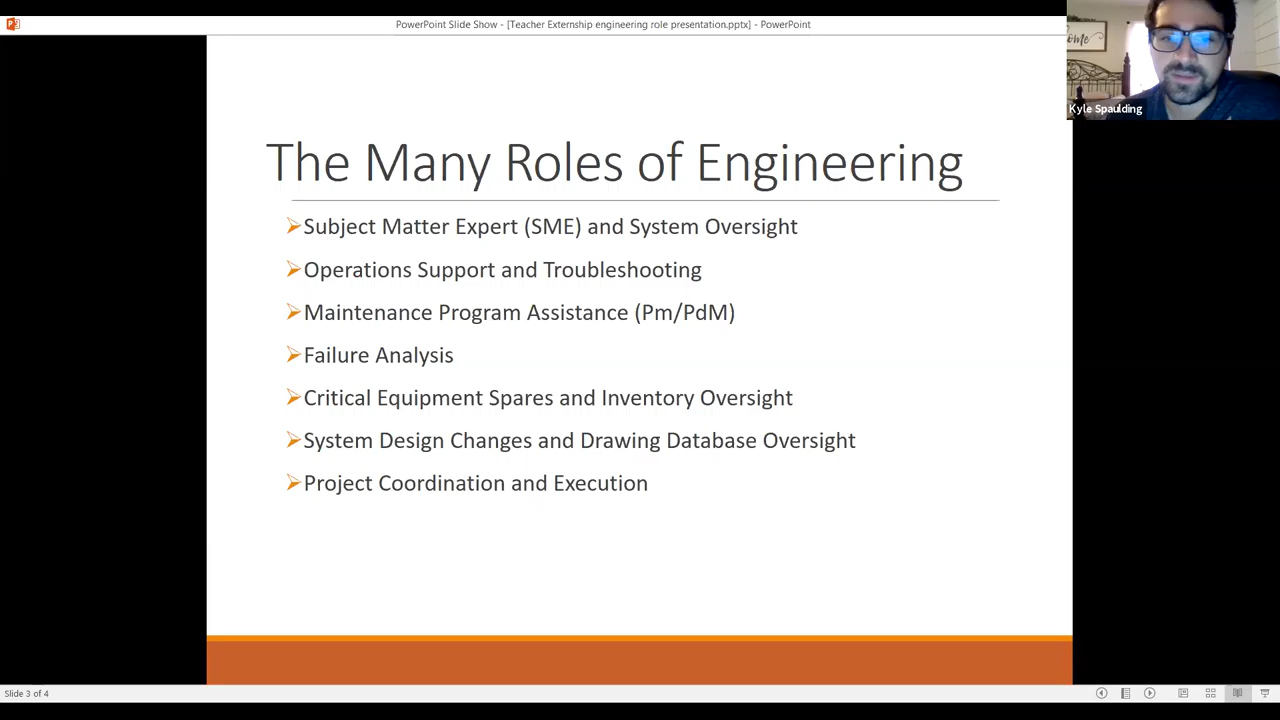 PowerPoint Slide Show - [Teacher Externship engineering role presentation.pptx] - PowerPoint
ome
Kyle Spaulding
The Many Roles of Engineering
Subject Matter Expert (SME) and System Oversight
Operations Support and Troubleshooting
Maintenance Program Assistance (Pm/PdM)
Failure Analysis
Critical Equipment Spares and Inventory Oversight
System Design Changes and Drawing Database Oversight
Project Coordination and Execution
Slide 3 of 4